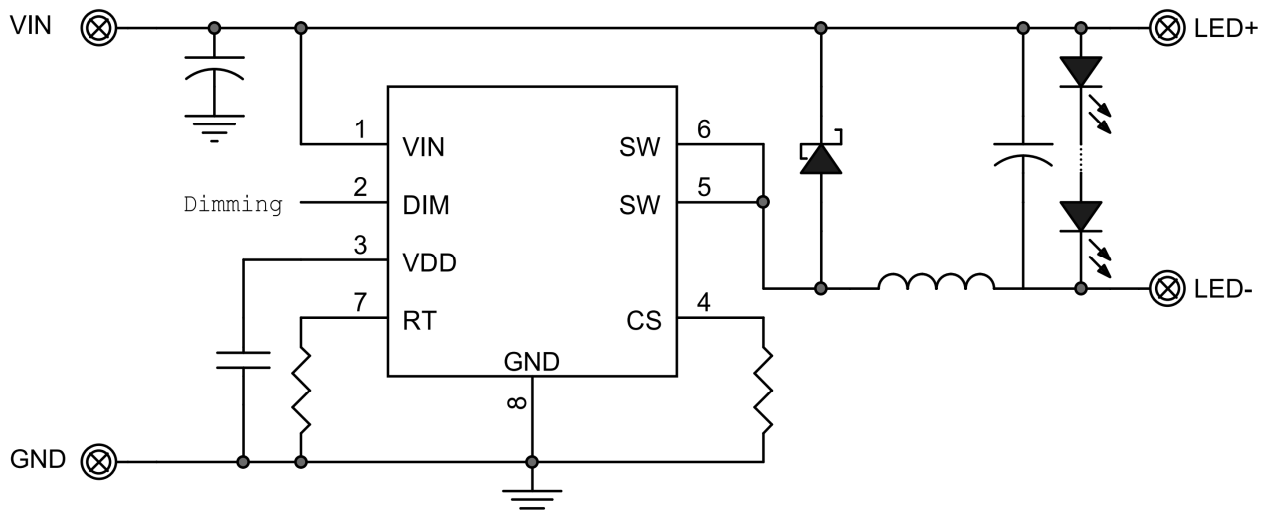 VIN
LED+
1
VIN
SW
6
Dimming
2
DIM
SW
5
3
VDD
7
RT
CS
4
GND
8
LED-
GND